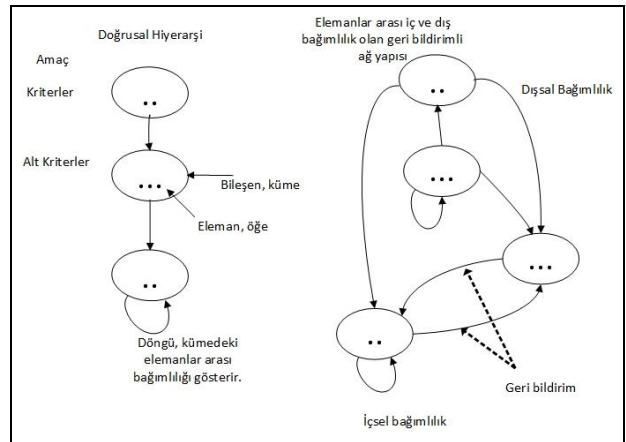 Doğrusal Hiyerarşi
Amaç
Kriterler
Alt Kriterler
Bileşen, küme
Eleman, öğe
Döngü, kümedeki
elemanlar arası
bağımlılığı gösterir.
Elemanlar arası iç ve dış
bağımlılık olan geri bildirimli
ağ yapısı
Dışsal Bağımlılık
Geri bildirim
İçsel bağımlılık